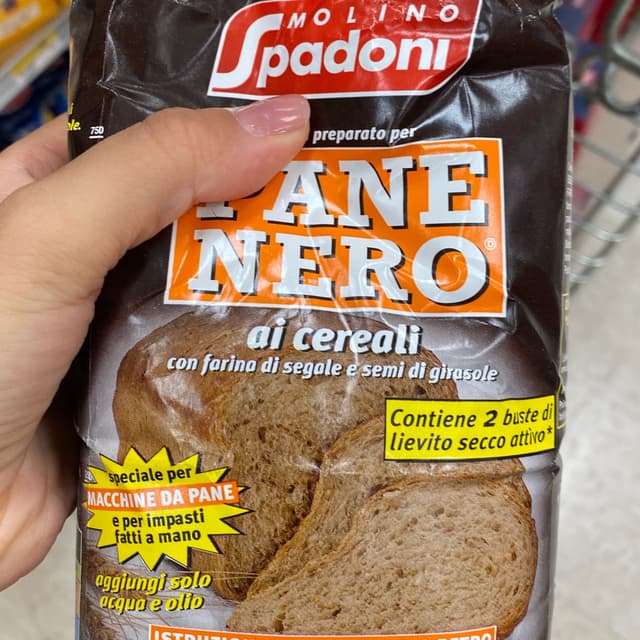 MOLINO
Spadoni
preparato per
PANE
NERO
ai cereali
con farina di segale e semi di girasole
Contiene 2 buste di
lievito secco attivo*
speciale per
MACCHINE DA PANE
e per impasti
fatti a mano
aggiungi solo
acqua e olio